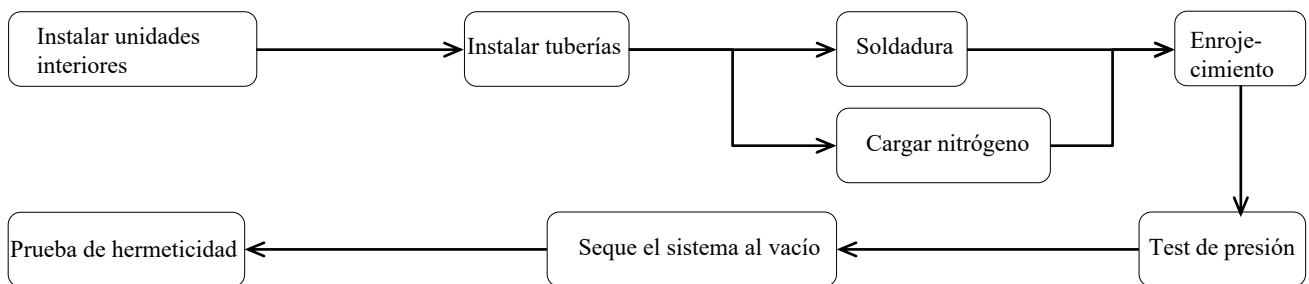 Instalar unidades
interiores
Instalar tuberías
Soldadura
Enroje-
cimiento
Cargar nitrógeno
Prueba de hermeticidad
Seque el sistema al vacío
Test de presión